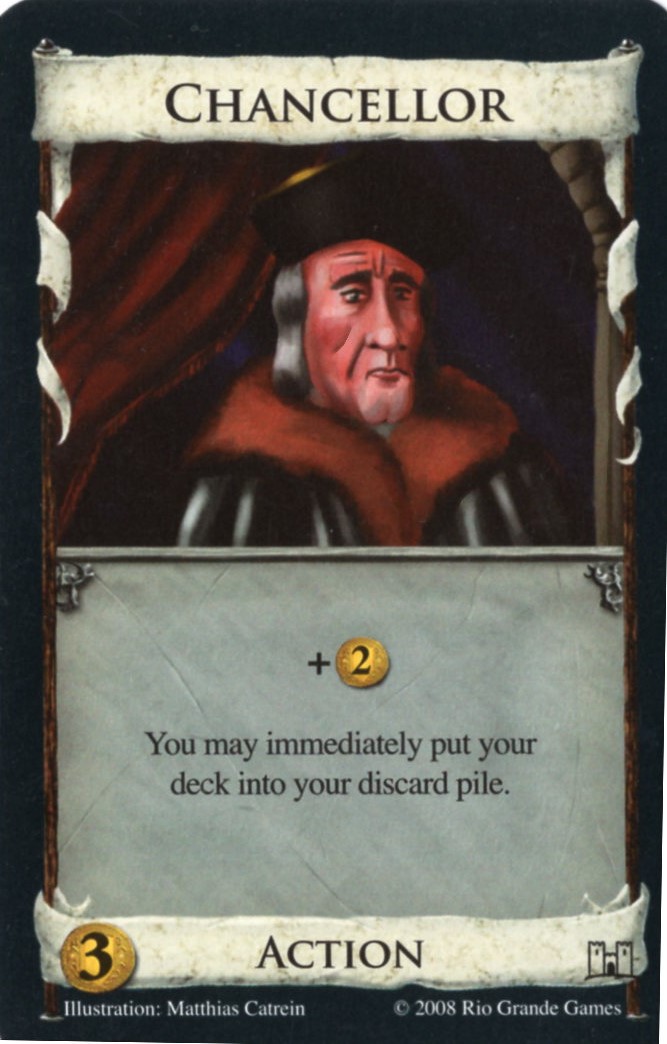 CHANCELLOR
+2
You may immediately put your
deck into your discard pile.
3 ACTION
Illustration: Matthias Catrein © 2008 Rio Grande Games